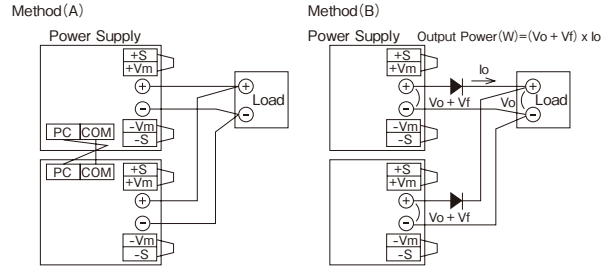 Method(A)
Power Supply
+S
+Vm
+
−
Load
+
−
-Vm
-S
PC COM
PC COM
+S
+Vm
+
−
-Vm
-S
Method(B)
Power Supply Output Power(W)=(Vo + Vf) x Io
+S
+Vm
Io
+
−
Vo + Vf
Vo
+
Load
−
-Vm
-S
+S
+Vm
+
−
Vo + Vf
-Vm
-S